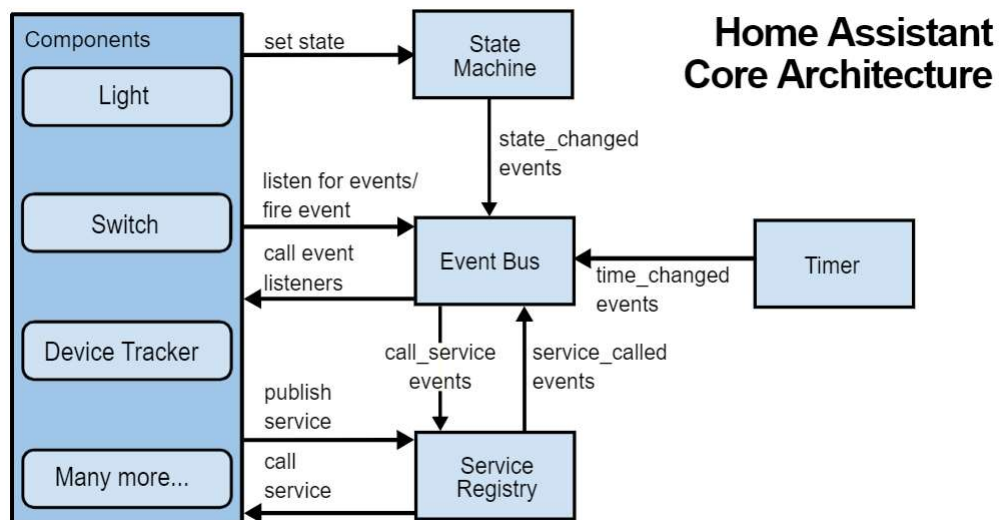 Home Assistant
Core Architecture
Components
Light
Switch
Device Tracker
Many more...
set state
State
Machine
state_changed
events
listen for events/
fire event
call event
listeners
Event Bus
time_changed
events
Timer
call_service
events
service_called
events
publish
service
call
service
Service
Registry